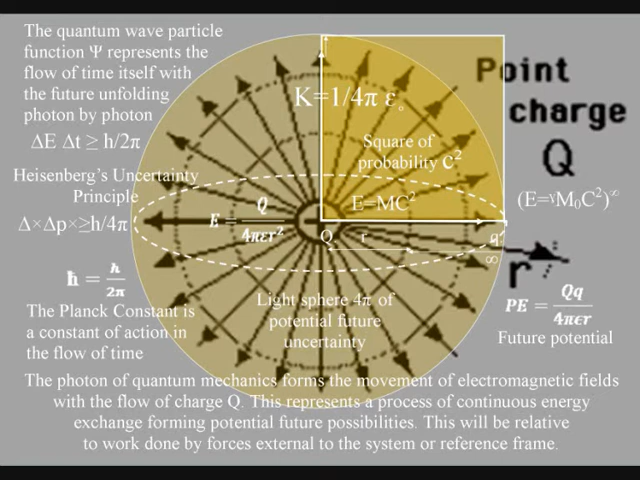 The quantum wave particle
function Ψ represents the
flow of time itself with
the future unfolding
photon by photon
ΔE Δt ≥ h/2π
Heisenberg's Uncertainty
Principle
Δ×Δp×≥h/4π
ħ = h/2π
The Planck Constant is
a constant of action in
the flow of time
K=1/4π ε。
Square of
probability C²
E=MC²
E = Q/4πεr²
Q r q
∞
Light sphere 4π of
potential future
uncertainty
Point
charge
Q
(E=γM₀C²)∞
r
PE = Qq/4πϵr
Future potential
The photon of quantum mechanics forms the movement of electromagnetic fields
with the flow of charge Q. This represents a process of continuous energy
exchange forming potential future possibilities. This will be relative
to work done by forces external to the system or reference frame.